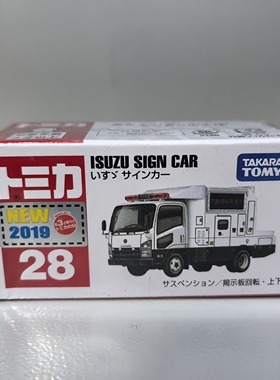 ISUZU SIGN CAR
いすゞ サインカー
TAKARA
TOMY
トミカ
NEW
2019
28
サスペンション／掲示板回転・上下